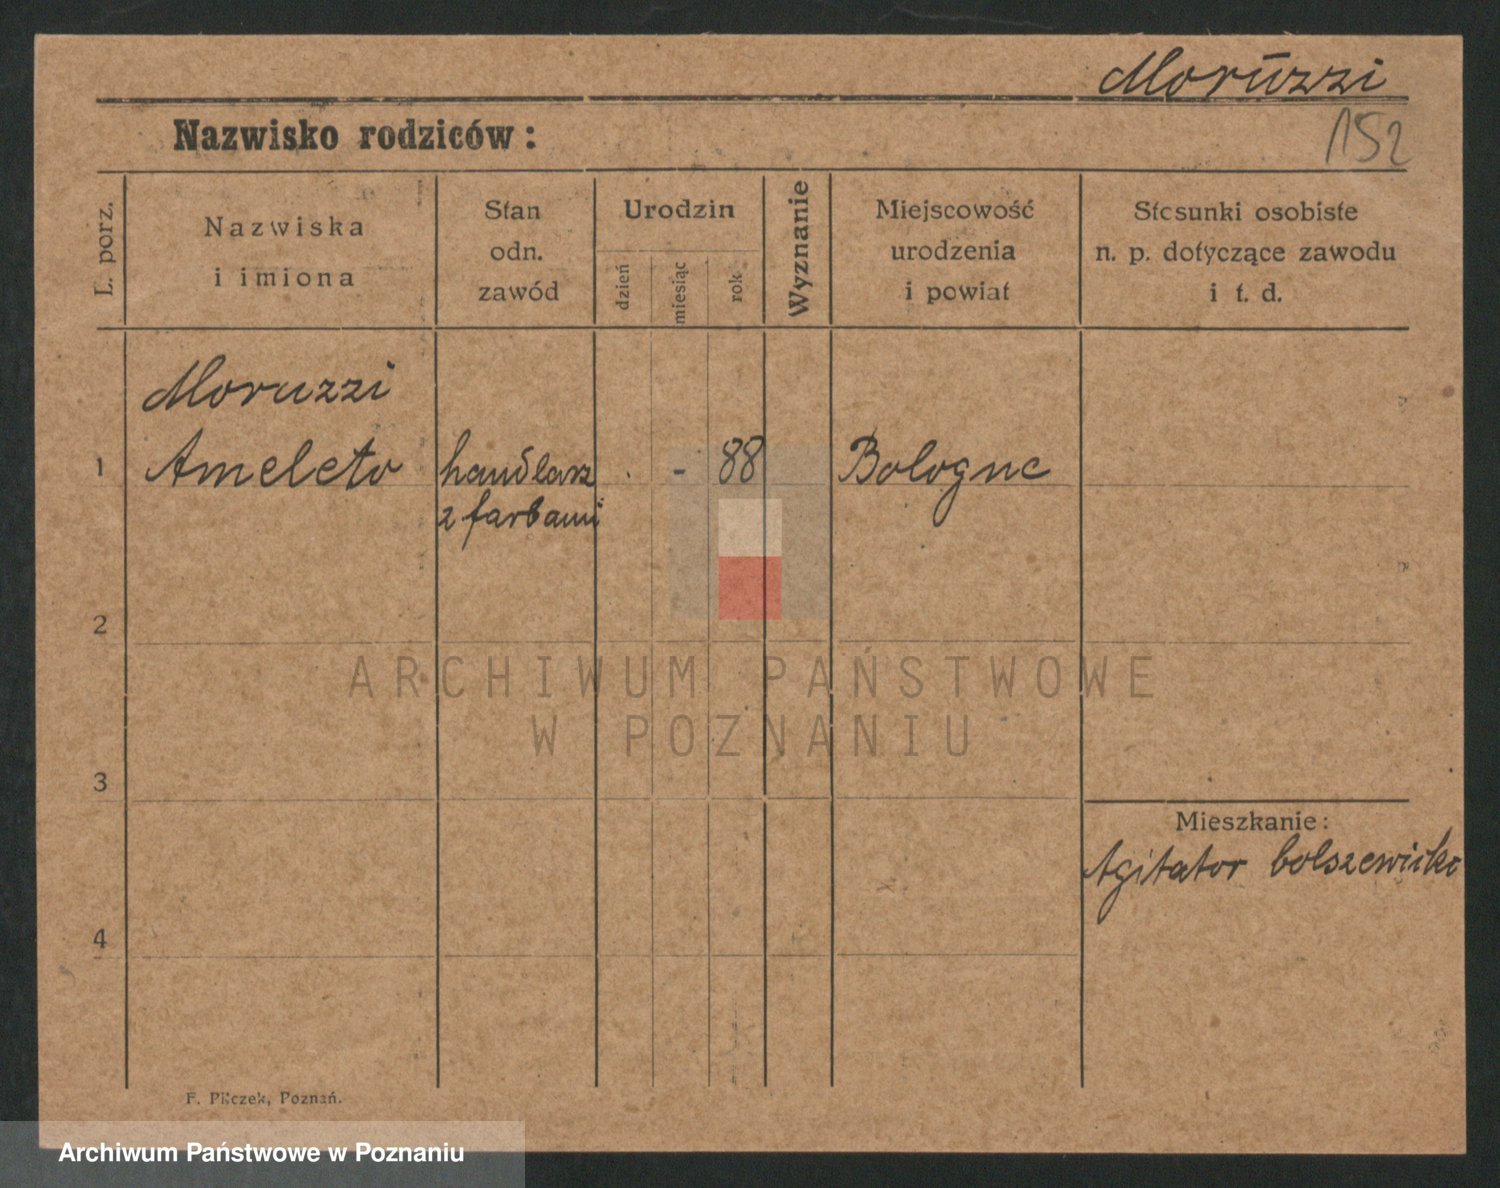 Moruzzi
152
Nazwisko rodziców:
L. porz.
Nazwiska
i imiona
Stan
odn.
zawód
Urodzin
dzień
miesiąc
rok
Wyznanie
Miejscowość
urodzenia
i powiat
Stosunki osobiste
n. p. dotyczące zawodu
i t. d.
Moruzzi
1 Ameleto handlarz - 88 Bologne
z farbami
2
ARCHIWUM PAŃSTWOWE
W POZNANIU
3
Mieszkanie:
Agitator bolszewicki
4
F. Pilczek, Poznań.
Archiwum Państwowe w Poznaniu